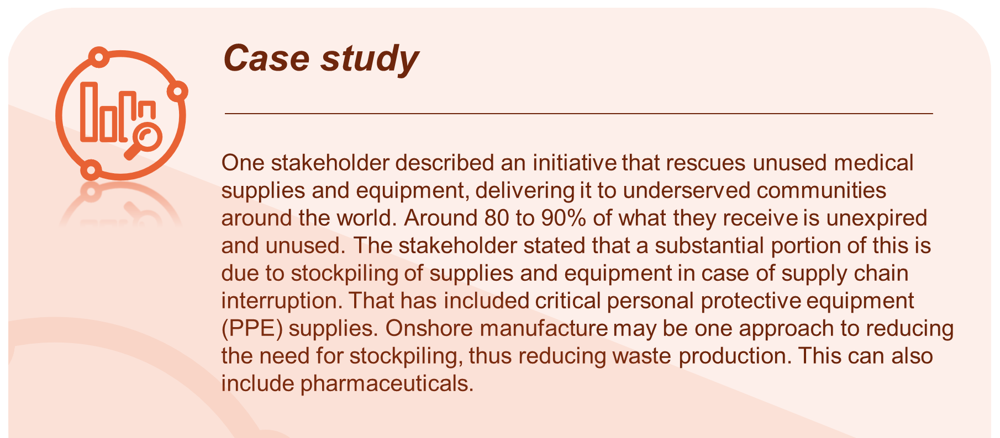 Case study
One stakeholder described an initiative that rescues unused medical
supplies and equipment, delivering it to underserved communities
around the world. Around 80 to 90% of what they receive is unexpired
and unused. The stakeholder stated that a substantial portion of this is
due to stockpiling of supplies and equipment in case of supply chain
interruption. That has included critical personal protective equipment
(PPE) supplies. Onshore manufacture may be one approach to reducing
the need for stockpiling, thus reducing waste production. This can also
include pharmaceuticals.